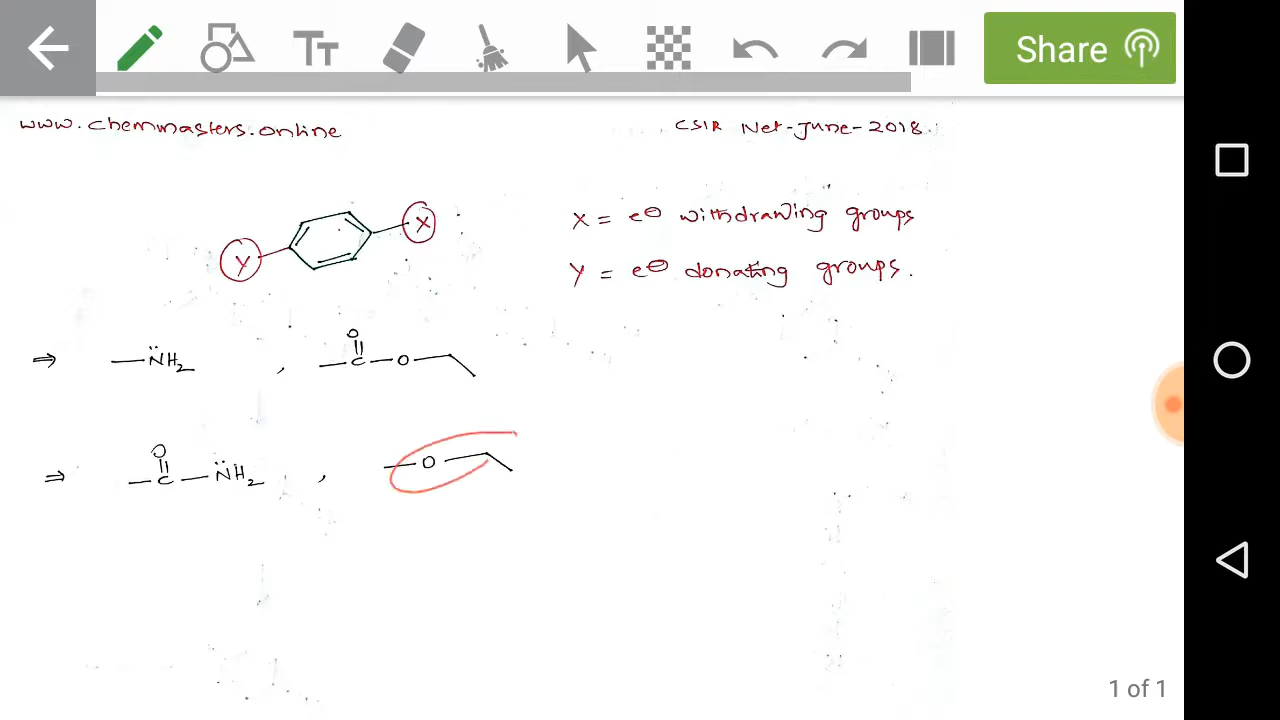 Share
www.chemmasters.online
CSIR Net-June-2018.
X
Y
X = e⊖ withdrawing groups
Y = e⊖ donating groups.
⇒ —N̈H₂ , —C(=O)—O—
⇒ —C(=O)—N̈H₂ , —O—
1 of 1